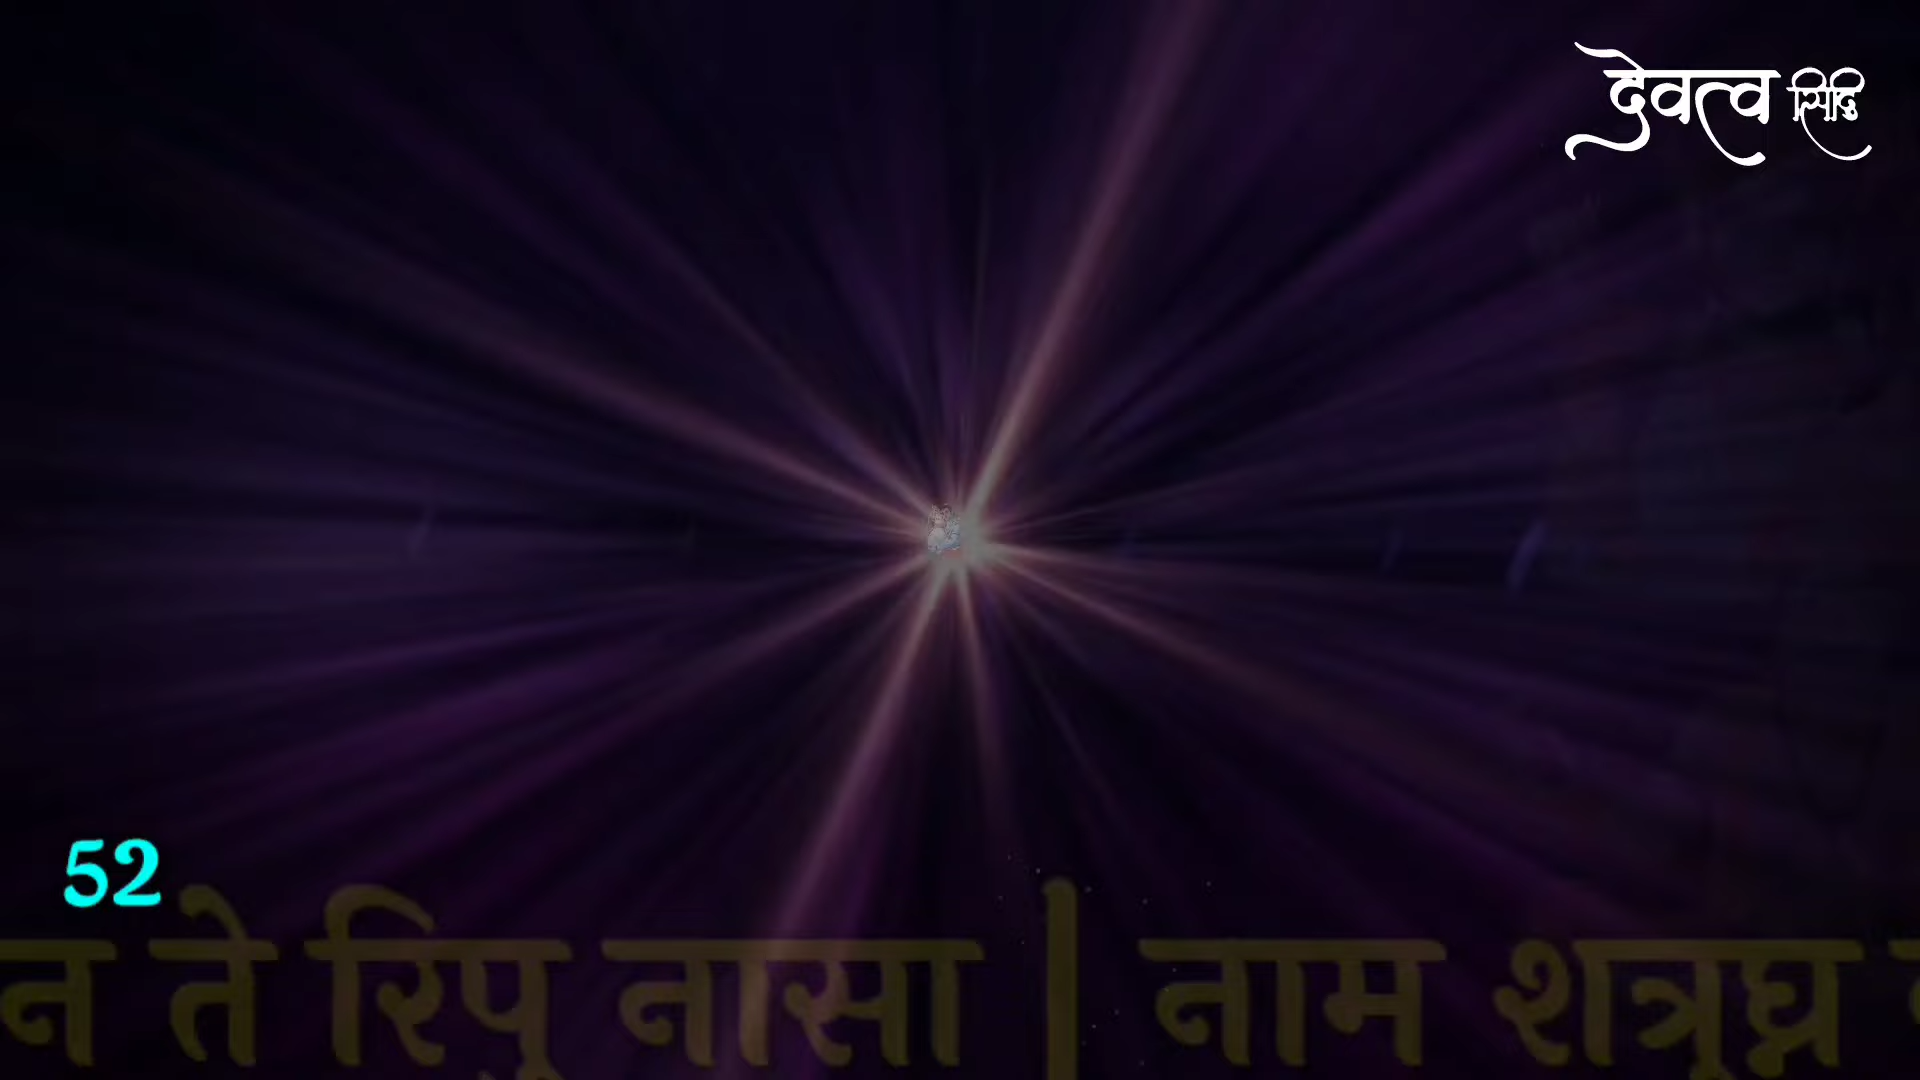 देवत्व सिद्धि
52
न ते रिपु नासा | नाम शत्रुघ्न